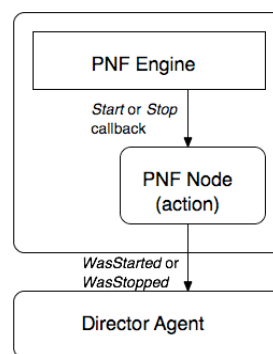 PNF Engine
Start or Stop
callback
PNF Node
(action)
WasStarted or
WasStopped
Director Agent